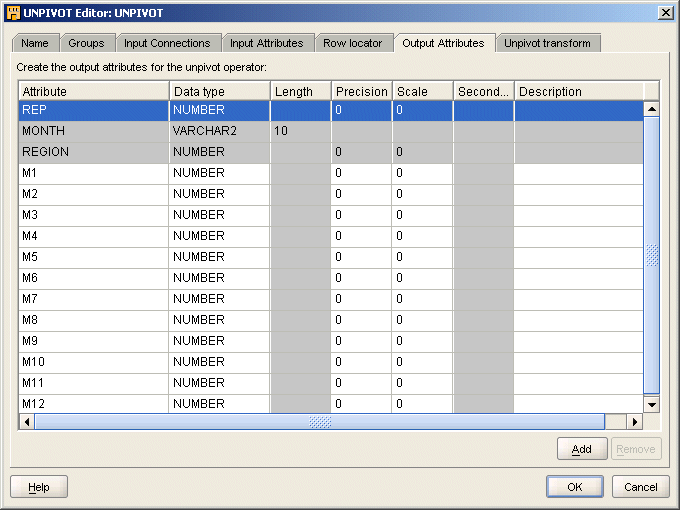 UNPIVOT Editor: UNPIVOT
Name Groups Input Connections Input Attributes Row locator Output Attributes Unpivot transform
Create the output attributes for the unpivot operator:
Attribute Data type Length Precision Scale Second... Description
REP NUMBER 0 0
MONTH VARCHAR2 10
REGION NUMBER 0 0
M1 NUMBER 0 0
M2 NUMBER 0 0
M3 NUMBER 0 0
M4 NUMBER 0 0
M5 NUMBER 0 0
M6 NUMBER 0 0
M7 NUMBER 0 0
M8 NUMBER 0 0
M9 NUMBER 0 0
M10 NUMBER 0 0
M11 NUMBER 0 0
M12 NUMBER 0 0
Add Remove
Help OK Cancel